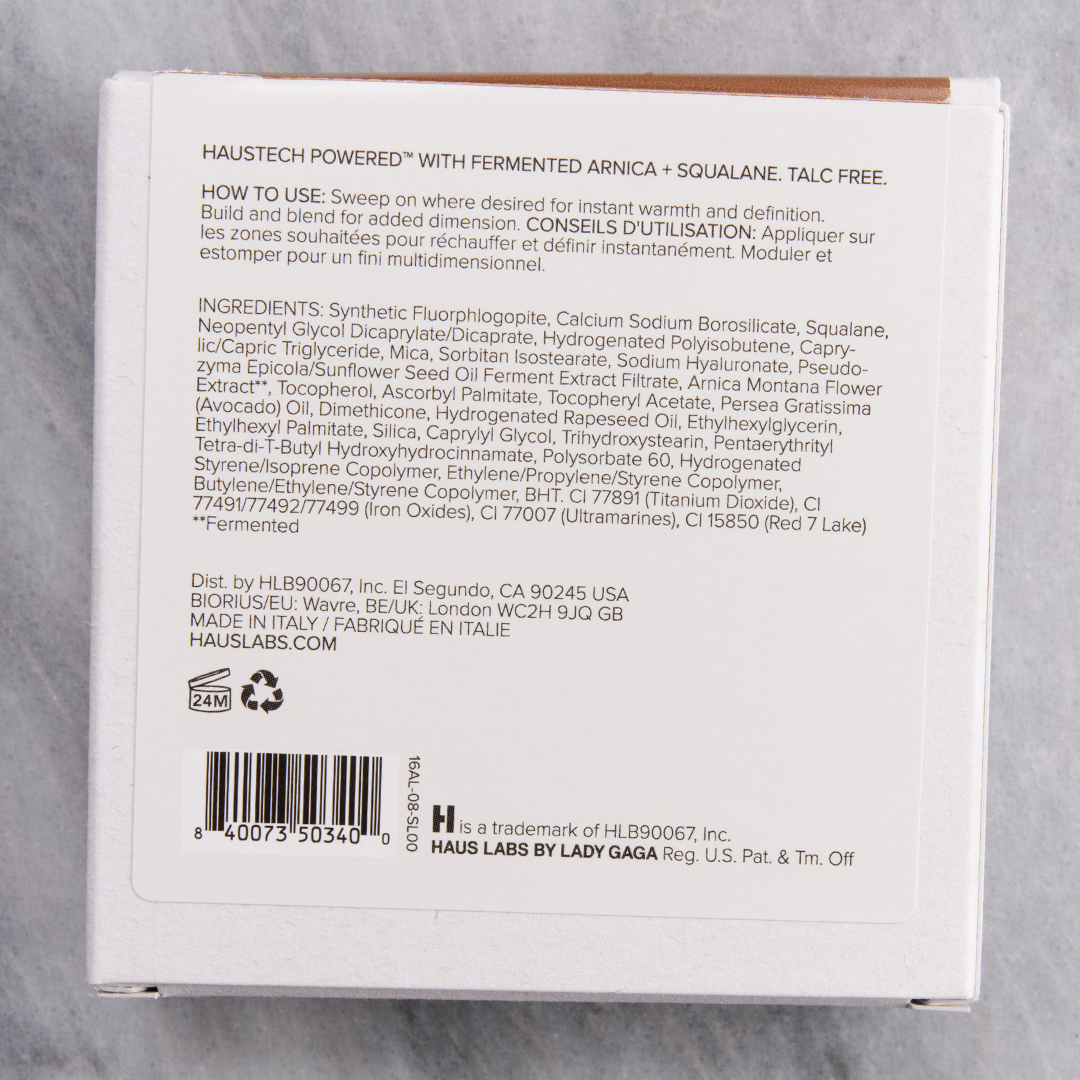 HAUSTECH POWERED™ WITH FERMENTED ARNICA + SQUALANE. TALC FREE.
HOW TO USE: Sweep on where desired for instant warmth and definition.
Build and blend for added dimension. CONSEILS D'UTILISATION: Appliquer sur
les zones souhaitées pour réchauffer et définir instantanément. Moduler et
estomper pour un fini multidimensionnel.
INGREDIENTS: Synthetic Fluorphlogopite, Calcium Sodium Borosilicate, Squalane,
Neopentyl Glycol Dicaprylate/Dicaprate, Hydrogenated Polyisobutene, Capry-
lic/Capric Triglyceride, Mica, Sorbitan Isostearate, Sodium Hyaluronate, Pseudo-
zyma Epicola/Sunflower Seed Oil Ferment Extract Filtrate, Arnica Montana Flower
Extract**, Tocopherol, Ascorbyl Palmitate, Tocopheryl Acetate, Persea Gratissima
(Avocado) Oil, Dimethicone, Hydrogenated Rapeseed Oil, Ethylhexylglycerin,
Ethylhexyl Palmitate, Silica, Caprylyl Glycol, Trihydroxystearin, Pentaerythrityl
Tetra-di-T-Butyl Hydroxyhydrocinnamate, Polysorbate 60, Hydrogenated
Styrene/Isoprene Copolymer, Ethylene/Propylene/Styrene Copolymer,
Butylene/Ethylene/Styrene Copolymer, BHT. CI 77891 (Titanium Dioxide), CI
77491/77492/77499 (Iron Oxides), CI 77007 (Ultramarines), CI 15850 (Red 7 Lake)
**Fermented
Dist. by HLB90067, Inc. El Segundo, CA 90245 USA
BIORIUS/EU: Wavre, BE/UK: London WC2H 9JQ GB
MADE IN ITALY / FABRIQUÉ EN ITALIE
HAUSLABS.COM
24M
8 40073 50340 0
16AL-08-SL00
H is a trademark of HLB90067, Inc.
HAUS LABS BY LADY GAGA Reg. U.S. Pat. & Tm. Off